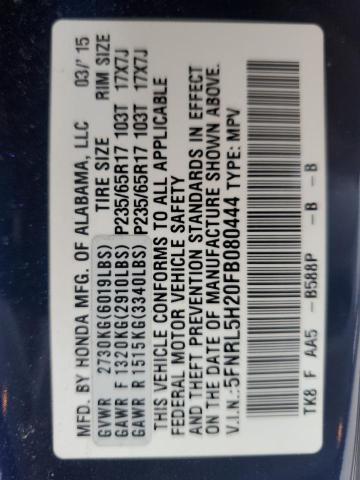 MFD. BY HONDA MFG. OF ALABAMA, LLC 03/'15
TIRE SIZE RIM SIZE
GVWR 2730KG(6019LBS)
GAWR F 1320KG(2910LBS) P235/65R17 103T 17X7J
GAWR R 1515KG(3340LBS) P235/65R17 103T 17X7J
THIS VEHICLE CONFORMS TO ALL APPLICABLE
FEDERAL MOTOR VEHICLE SAFETY
AND THEFT PREVENTION STANDARDS IN EFFECT
ON THE DATE OF MANUFACTURE SHOWN ABOVE.
V.I.N.:5FNRL5H20FB080444 TYPE: MPV
TK8 F AA5 -B588P - B - B